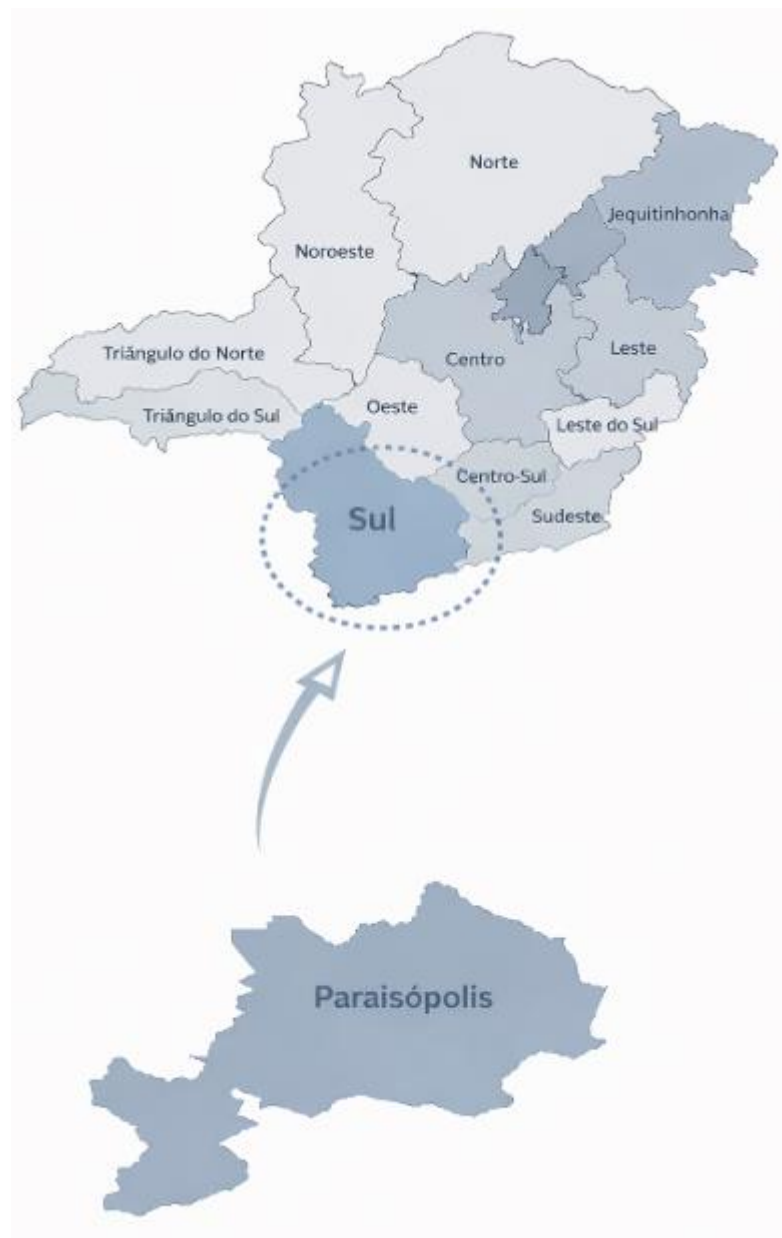 Norte
Jequitinhonha
Noroeste
Triângulo do Norte
Centro
Leste
Triângulo do Sul
Oeste
Leste do Sul
Centro-Sul
Sul
Sudeste
Paraisópolis